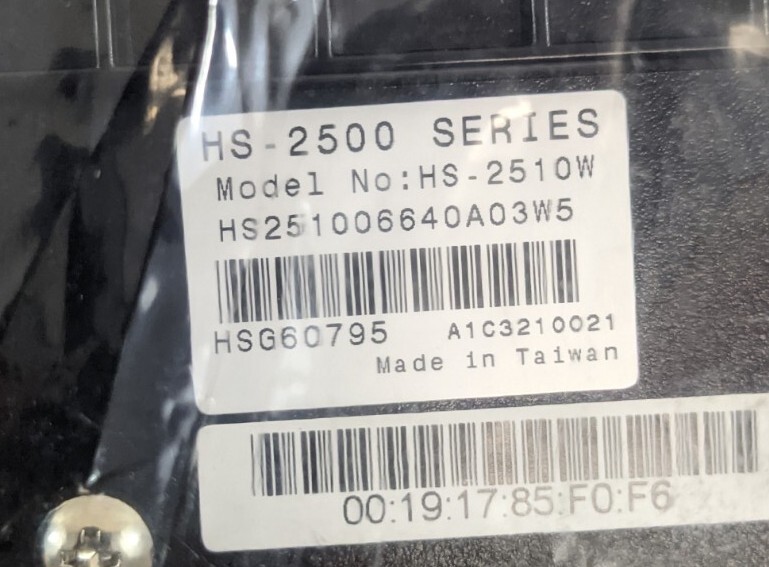 HS-2500 SERIES
Model No:HS-2510W
HS251006640A03W5
HSG60795 A1C3210021
Made in Taiwan
00:19:17:85:F0:F6